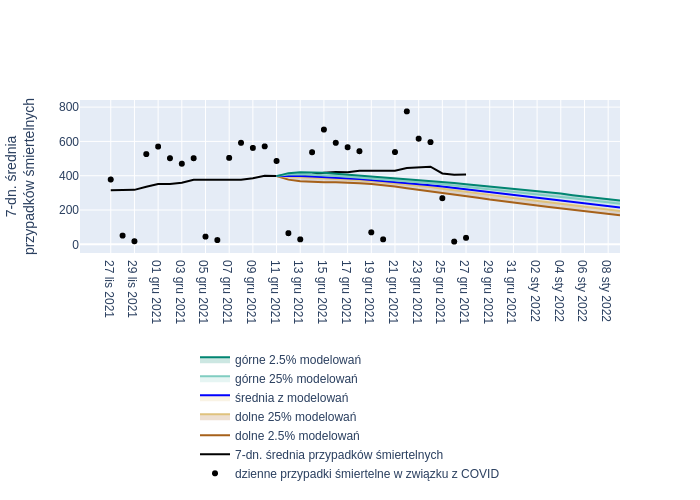 7-dn. średnia
przypadków śmiertelnych
800
600
400
200
0
27 lis 2021
29 lis 2021
01 gru 2021
03 gru 2021
05 gru 2021
07 gru 2021
09 gru 2021
11 gru 2021
13 gru 2021
15 gru 2021
17 gru 2021
19 gru 2021
21 gru 2021
23 gru 2021
25 gru 2021
27 gru 2021
29 gru 2021
31 gru 2021
02 sty 2022
04 sty 2022
06 sty 2022
08 sty 2022
górne 2.5% modelowań
górne 25% modelowań
średnia z modelowań
dolne 25% modelowań
dolne 2.5% modelowań
7-dn. średnia przypadków śmiertelnych
dzienne przypadki śmiertelne w związku z COVID